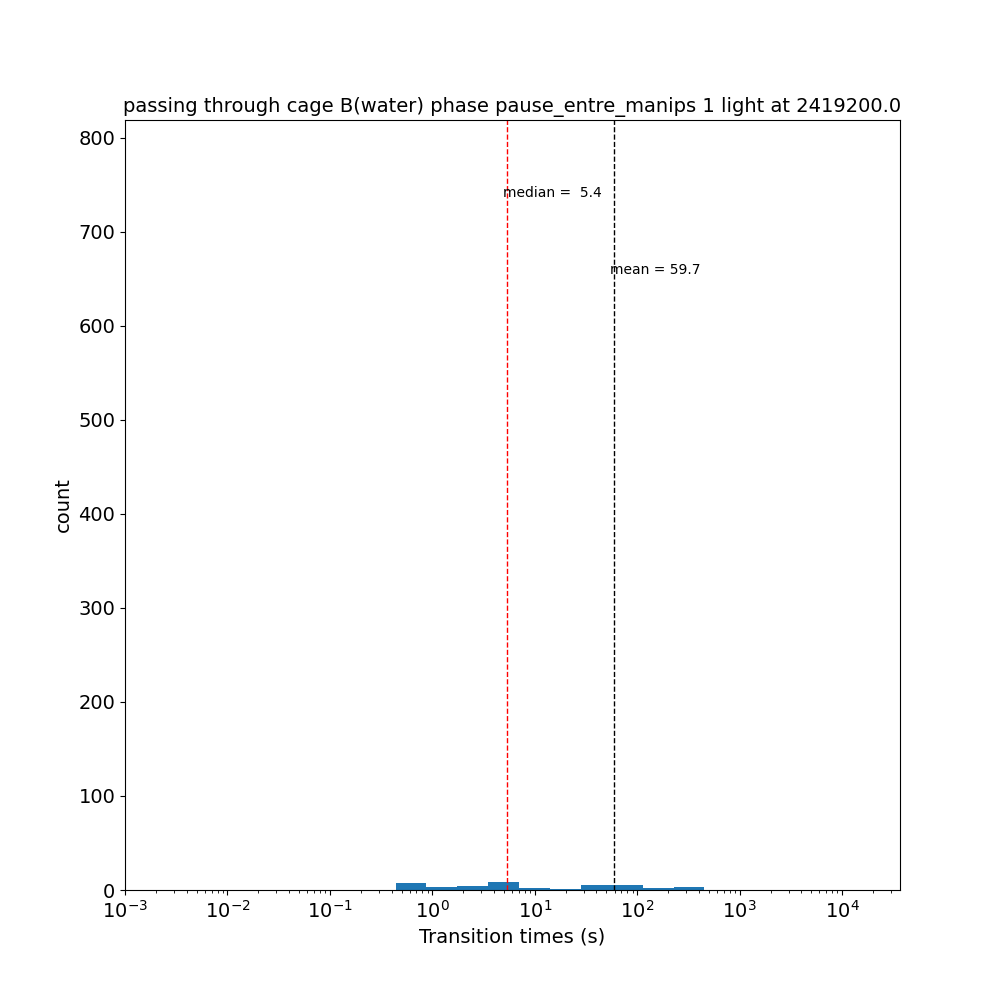 passing through cage B(water) phase pause_entre_manips 1 light at 2419200.0
800
median =  5.4
700
mean = 59.7
600
500
count
400
300
200
100
0
10⁻³ 10⁻² 10⁻¹ 10⁰ 10¹ 10² 10³ 10⁴
Transition times (s)